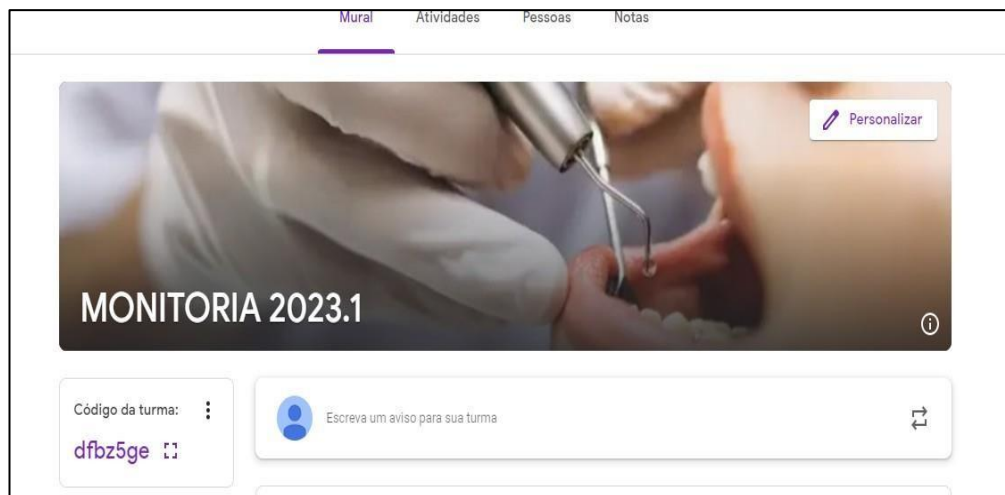 Mural Atividades Pessoas Notas
Personalizar
MONITORIA 2023.1
Código da turma:
dfbz5ge
Escreva um aviso para sua turma